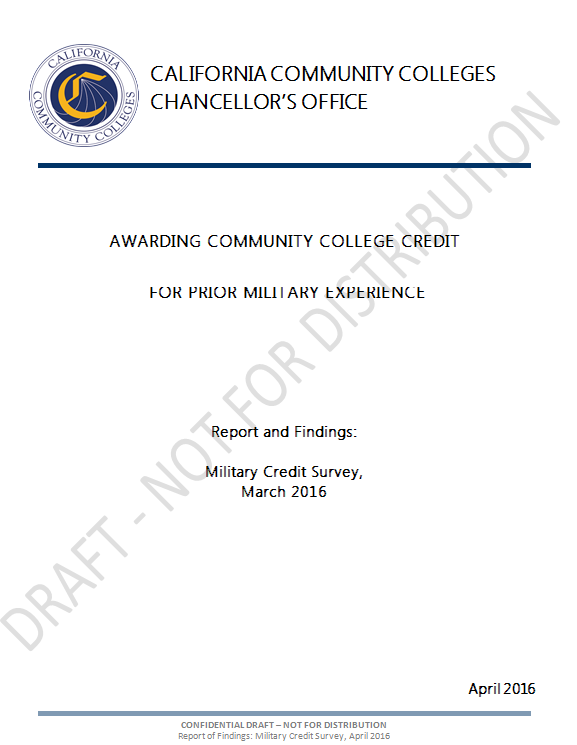 CALIFORNIA
COMMUNITY COLLEGES
C
CALIFORNIA COMMUNITY COLLEGES
CHANCELLOR'S OFFICE
AWARDING COMMUNITY COLLEGE CREDIT
FOR PRIOR MILITARY EXPERIENCE
DRAFT - NOT FOR DISTRIBUTION
Report and Findings:
Military Credit Survey,
March 2016
April 2016
CONFIDENTIAL DRAFT – NOT FOR DISTRIBUTION
Report of Findings: Military Credit Survey, April 2016